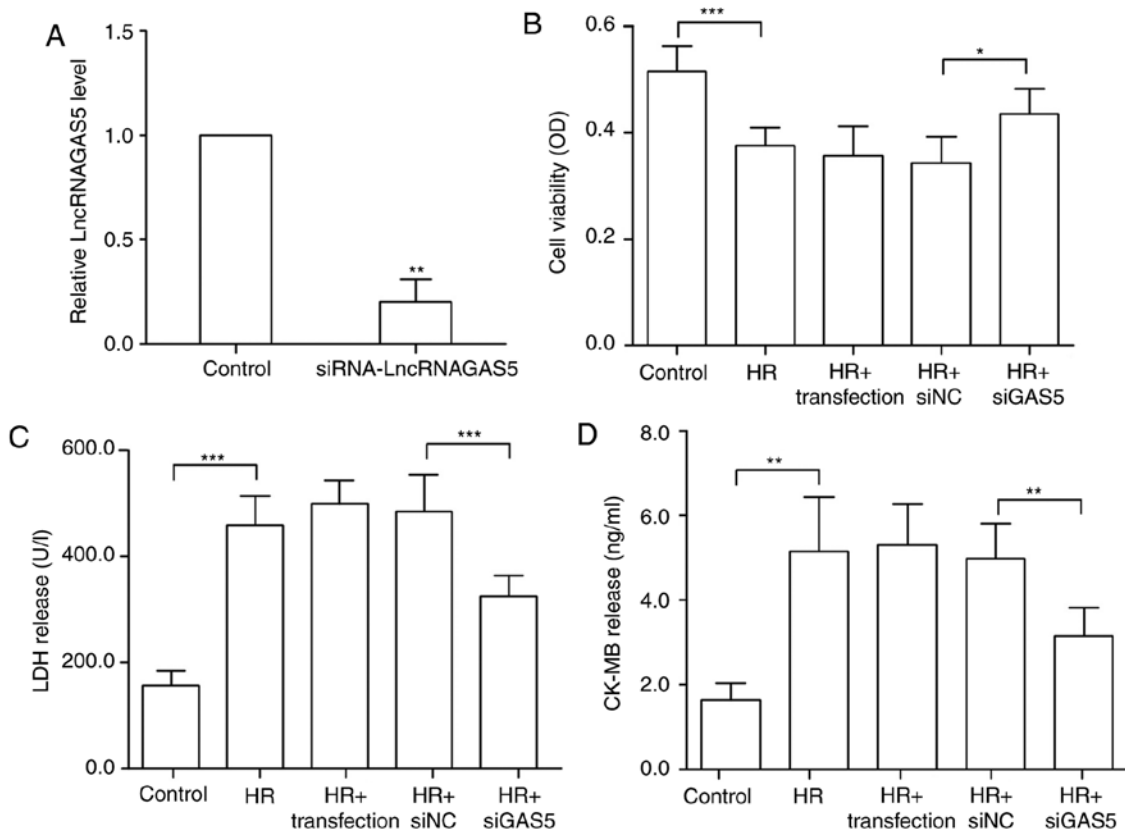 A
Relative LncRNAGAS5 level
1.5
1.0
0.5
0.0
**
Control
siRNA-LncRNAGAS5
B
Cell viability (OD)
0.6
0.4
0.2
0.0
***
*
Control
HR
HR+
transfection
HR+
siNC
HR+
siGAS5
C
LDH release (U/l)
600.0
400.0
200.0
0.0
***
***
Control
HR
HR+
transfection
HR+
siNC
HR+
siGAS5
D
CK-MB release (ng/ml)
8.0
6.0
4.0
2.0
0.0
**
**
Control
HR
HR+
transfection
HR+
siNC
HR+
siGAS5